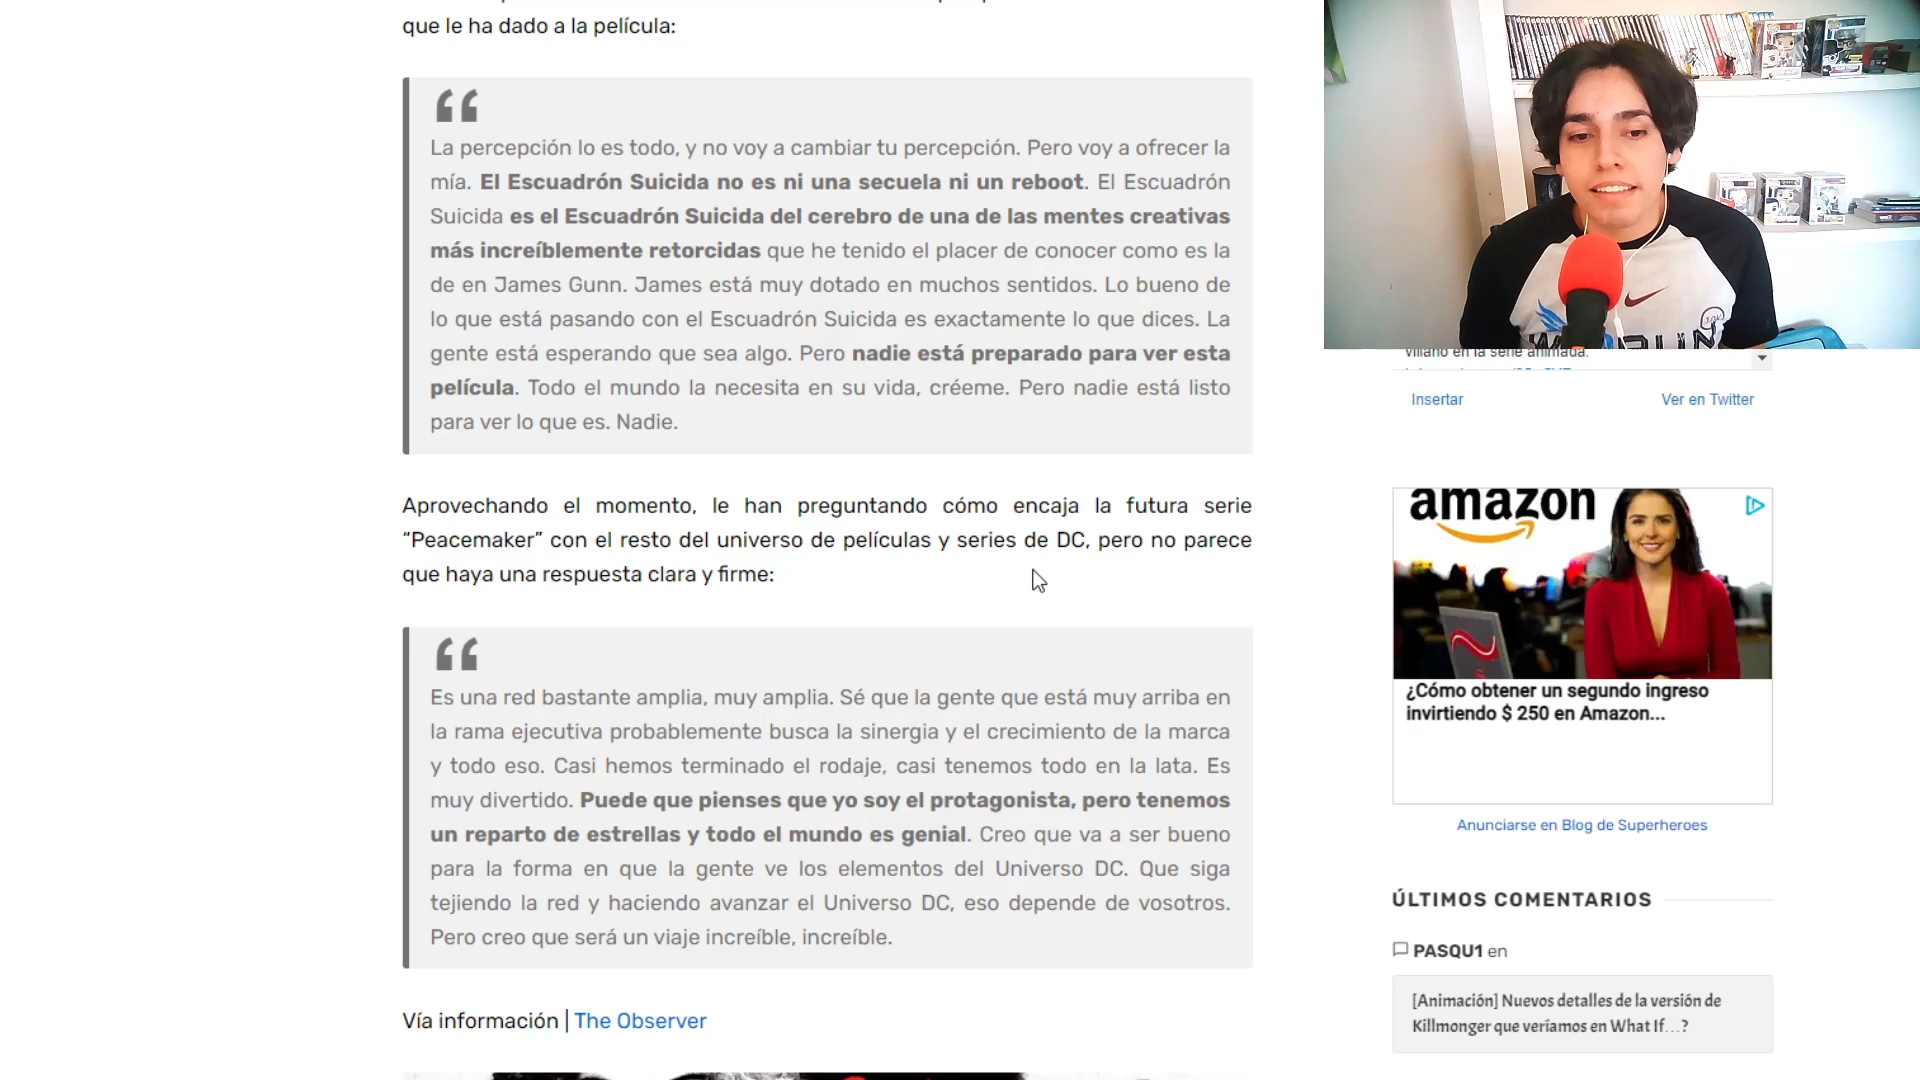 que le ha dado a la película:
La percepción lo es todo, y no voy a cambiar tu percepción. Pero voy a ofrecer la
mía. El Escuadrón Suicida no es ni una secuela ni un reboot. El Escuadrón
Suicida es el Escuadrón Suicida del cerebro de una de las mentes creativas
más increíblemente retorcidas que he tenido el placer de conocer como es la
de en James Gunn. James está muy dotado en muchos sentidos. Lo bueno de
lo que está pasando con el Escuadrón Suicida es exactamente lo que dices. La
gente está esperando que sea algo. Pero nadie está preparado para ver esta
película. Todo el mundo la necesita en su vida, créeme. Pero nadie está listo
para ver lo que es. Nadie.
Aprovechando el momento, le han preguntando cómo encaja la futura serie
“Peacemaker” con el resto del universo de películas y series de DC, pero no parece
que haya una respuesta clara y firme:
Es una red bastante amplia, muy amplia. Sé que la gente que está muy arriba en
la rama ejecutiva probablemente busca la sinergia y el crecimiento de la marca
y todo eso. Casi hemos terminado el rodaje, casi tenemos todo en la lata. Es
muy divertido. Puede que pienses que yo soy el protagonista, pero tenemos
un reparto de estrellas y todo el mundo es genial. Creo que va a ser bueno
para la forma en que la gente ve los elementos del Universo DC. Que siga
tejiendo la red y haciendo avanzar el Universo DC, eso depende de vosotros.
Pero creo que será un viaje increíble, increíble.
Vía información | The Observer
villano en la serie animada.
Insertar
Ver en Twitter
amazon
¿Cómo obtener un segundo ingreso
invirtiendo $ 250 en Amazon...
Anunciarse en Blog de Superheroes
ÚLTIMOS COMENTARIOS
PASQU1 en
[Animación] Nuevos detalles de la versión de
Killmonger que veríamos en What If…?